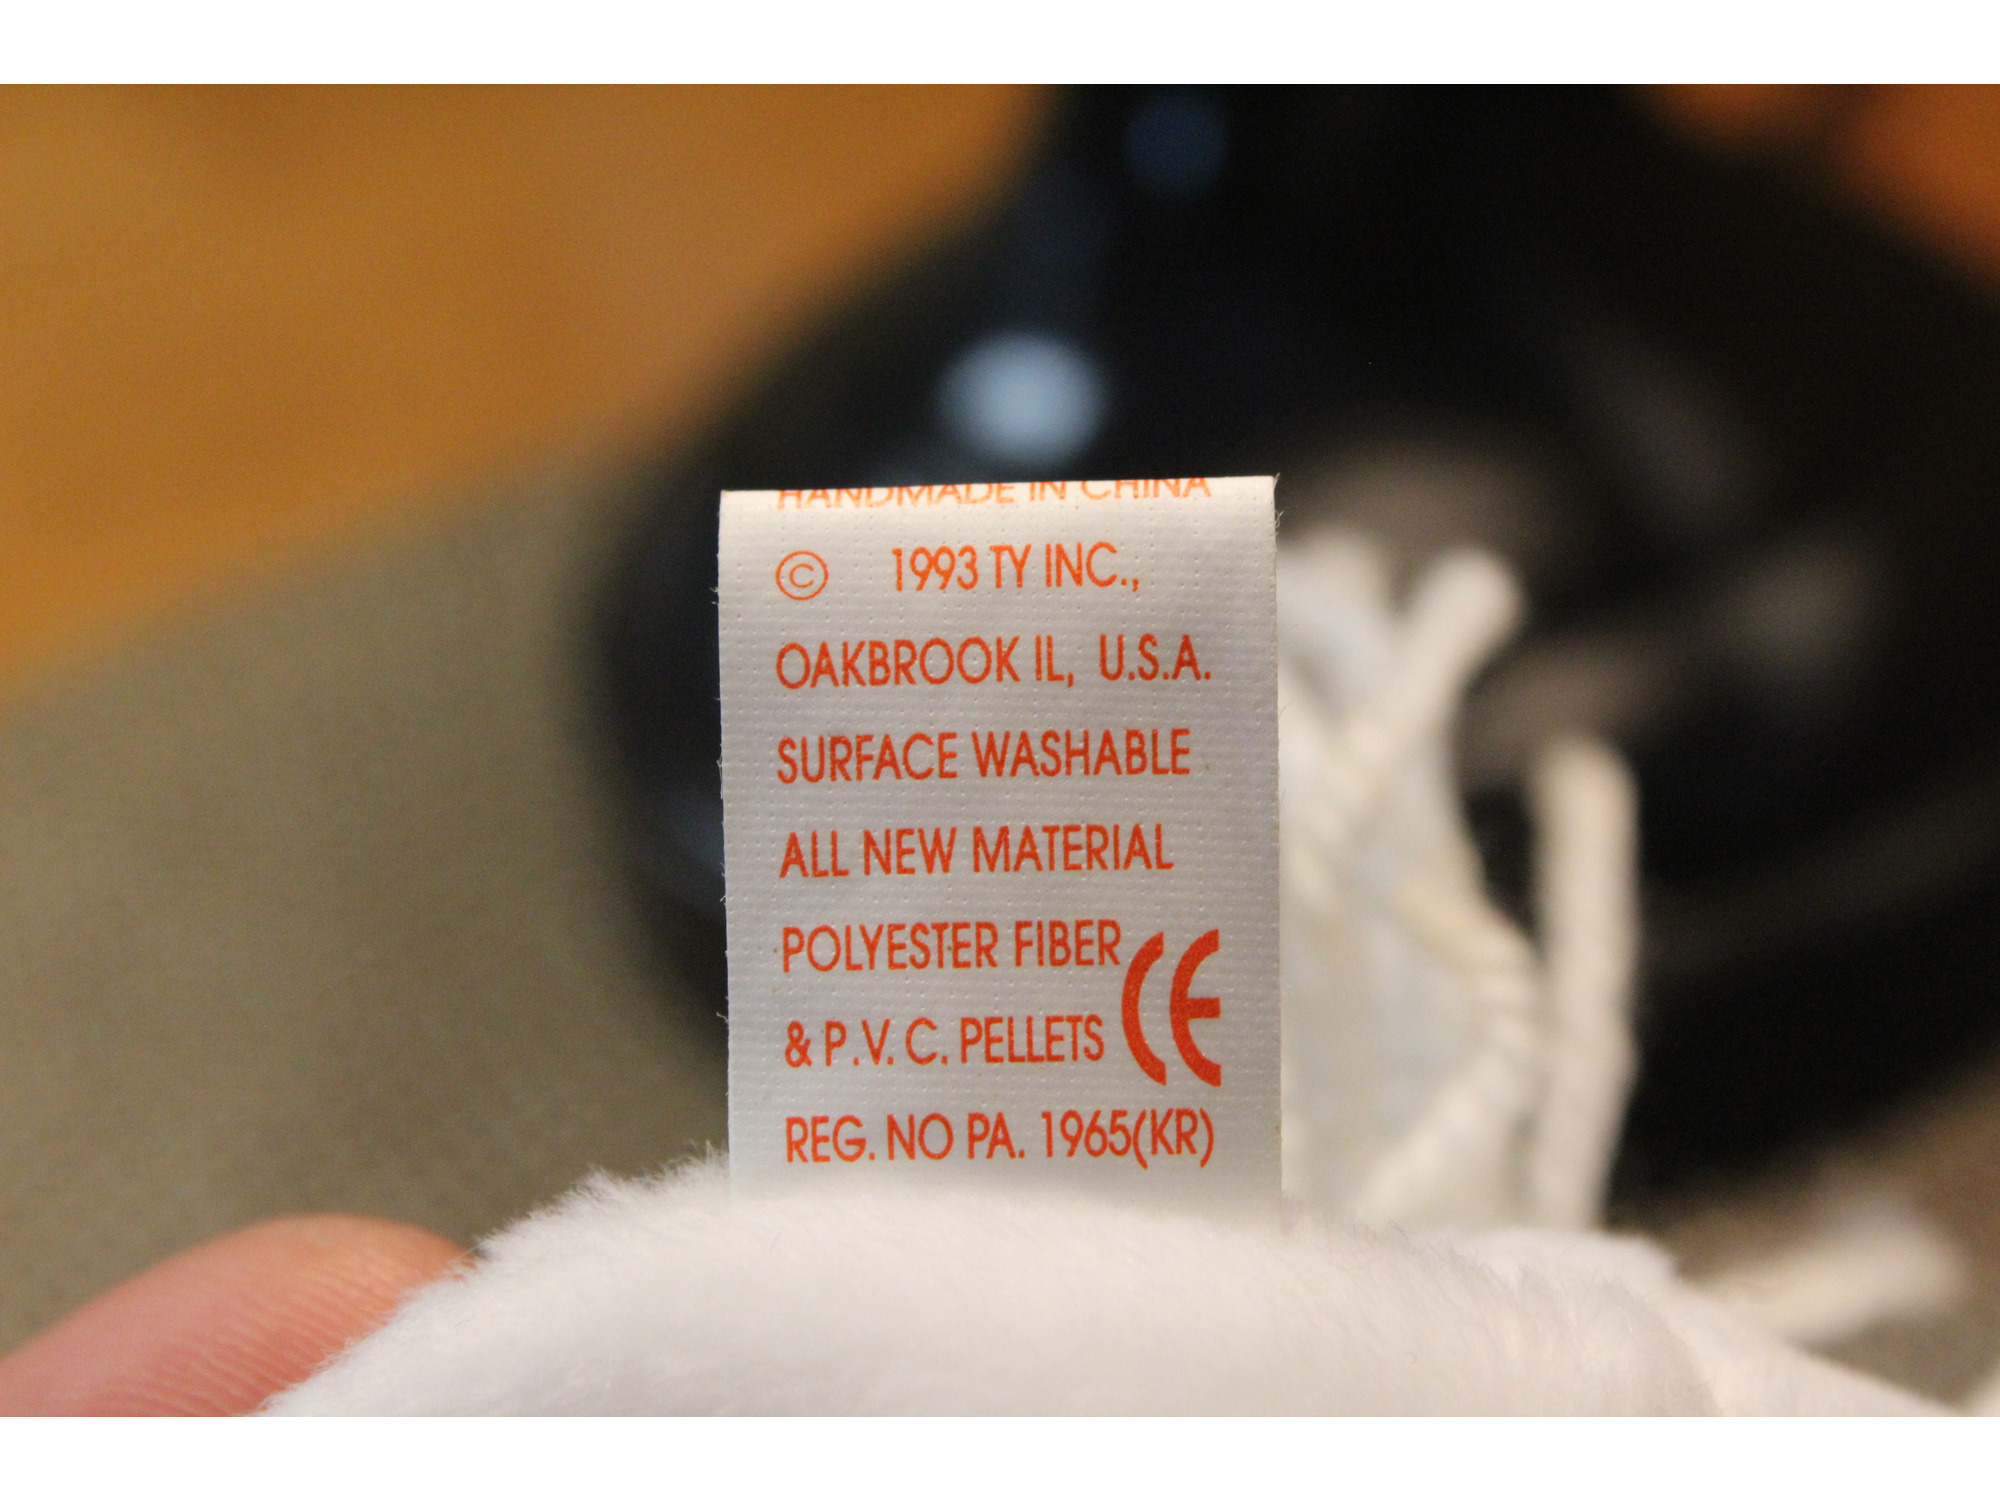 HANDMADE IN CHINA
© 1993 TY INC.,
OAKBROOK IL, U.S.A.
SURFACE WASHABLE
ALL NEW MATERIAL
POLYESTER FIBER
& P.V.C. PELLETS CE
REG. NO PA. 1965(KR)